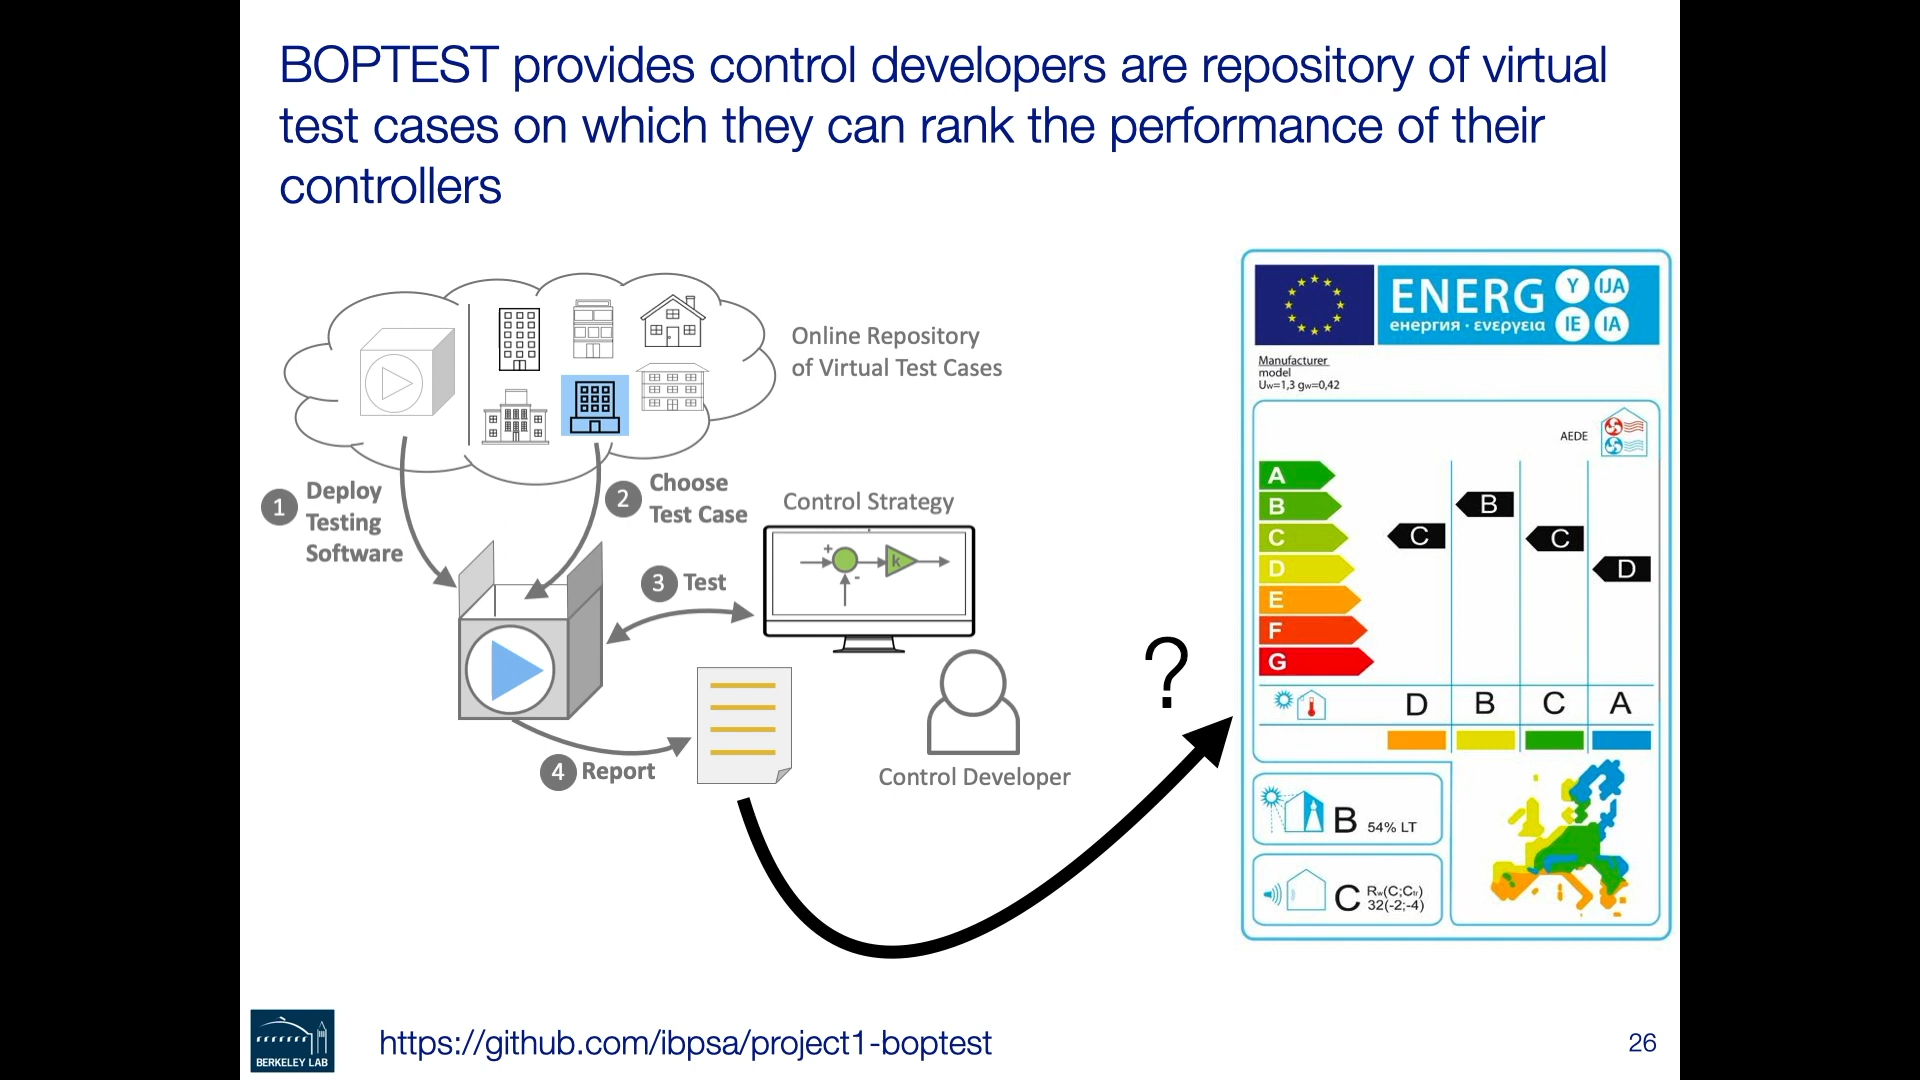 BOPTEST provides control developers are repository of virtual
test cases on which they can rank the performance of their
controllers
Online Repository
of Virtual Test Cases
1 Deploy
Testing
Software
2 Choose
Test Case
Control Strategy
+
k
-
3 Test
4 Report
Control Developer
?
ENERG
енергия · ενεργεια
Y IJA
IE IA
Manufacturer
model
Uw=1,3 gw=0,42
AEDE
A
B
C
D
E
F
G
C
B
C
D
D B C A
B 54% LT
C Rw(C;Ctr)
32(-2;-4)
BERKELEY LAB
https://github.com/ibpsa/project1-boptest
26